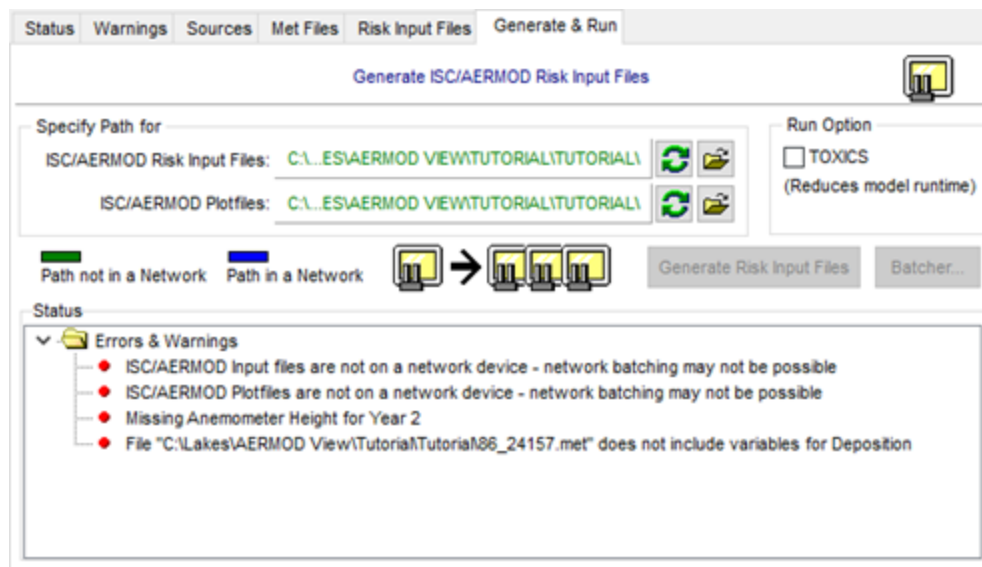 Status Warnings Sources Met Files Risk Input Files Generate & Run
Generate ISC/AERMOD Risk Input Files
Specify Path for
Run Option
ISC/AERMOD Risk Input Files: C:\...ES\AERMOD VIEW\TUTORIAL\TUTORIAL\
TOXICS
(Reduces model runtime)
ISC/AERMOD Plotfiles: C:\...ES\AERMOD VIEW\TUTORIAL\TUTORIAL\
Path not in a Network Path in a Network
Generate Risk Input Files Batcher...
Status
Errors & Warnings
ISC/AERMOD Input files are not on a network device - network batching may not be possible
ISC/AERMOD Plotfiles are not on a network device - network batching may not be possible
Missing Anemometer Height for Year 2
File "C:\Lakes\AERMOD View\Tutorial\Tutorial\86_24157.met" does not include variables for Deposition